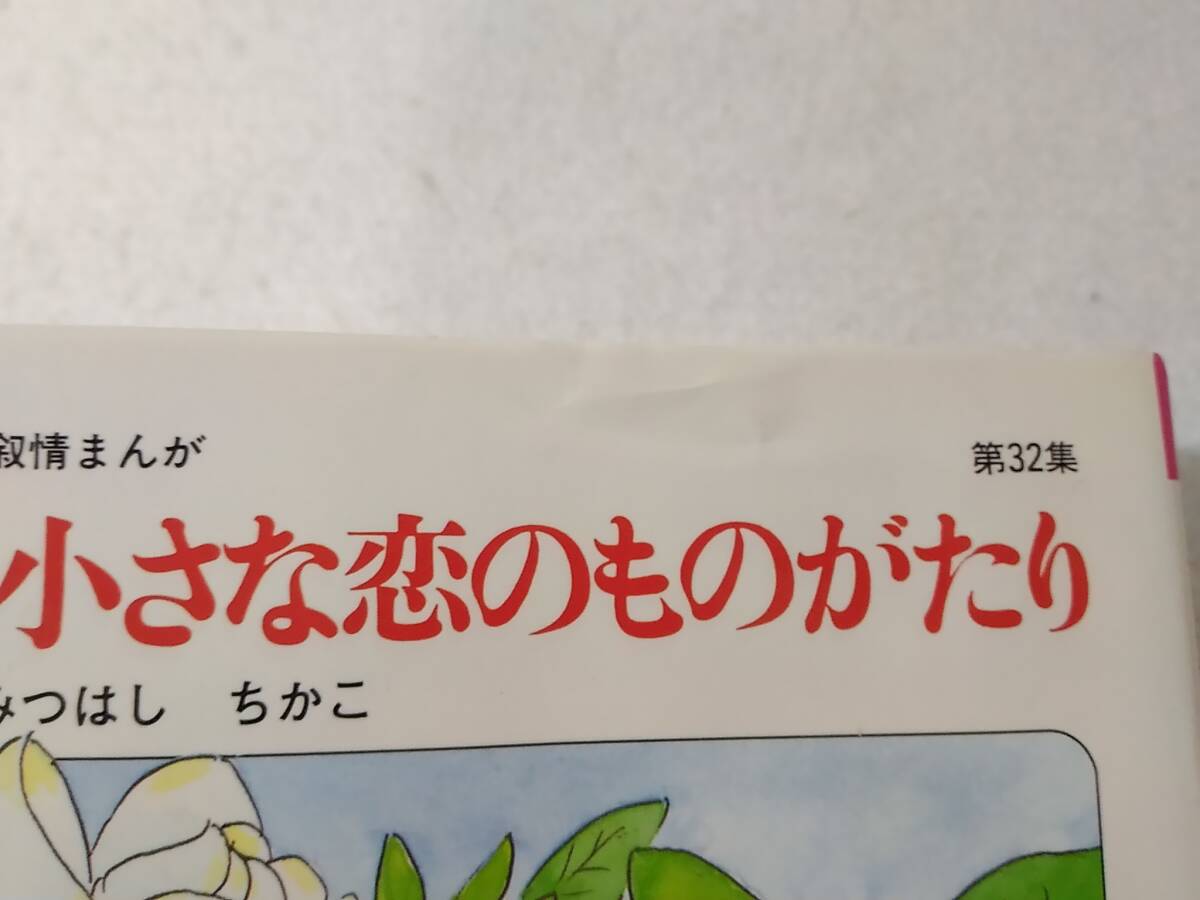 叙情まんが
第32集
小さな恋のものがたり
みつはし　ちかこ